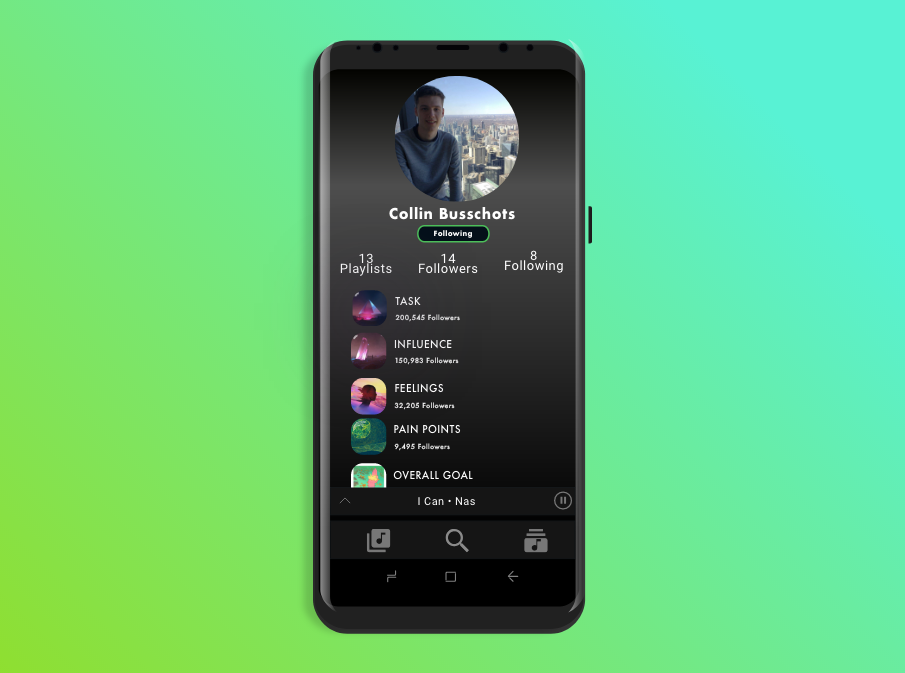 Collin Busschots
Following
13
Playlists
14
Followers
8
Following
TASK
200,545 Followers
INFLUENCE
150,983 Followers
FEELINGS
32,205 Followers
PAIN POINTS
9,495 Followers
OVERALL GOAL
I Can • Nas